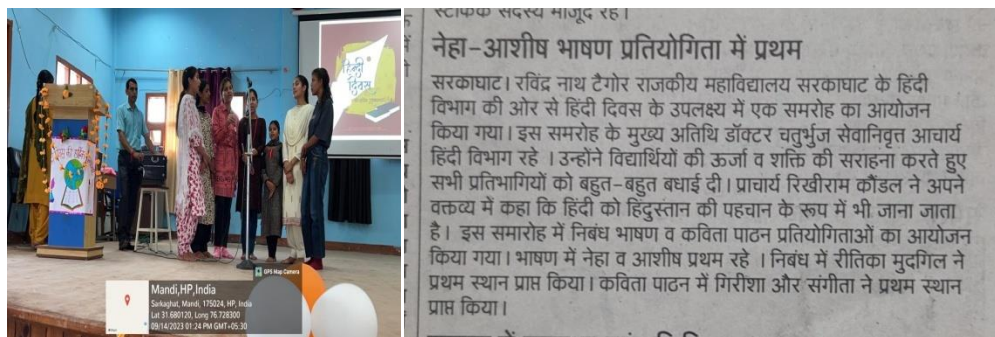 हिन्दी
दिवस
GPS Map Camera
Mandi,HP,India
Sarkaghat, Mandi, 175024, HP, India
Lat 31.680120, Long 76.728300
09/14/2023 01:24 PM GMT+05:30
स्टाफक सदस्य मौजूद रहे।
नेहा-आशीष भाषण प्रतियोगिता में प्रथम
सरकाघाट। रविंद्र नाथ टैगोर राजकीय महाविद्यालय सरकाघाट के हिंदी
विभाग की ओर से हिंदी दिवस के उपलक्ष्य में एक समरोह का आयोजन
किया गया। इस समरोह के मुख्य अतिथि डॉक्टर चतुर्भुज सेवानिवृत्त आचार्य
हिंदी विभाग रहे । उन्होंने विद्यार्थियों की ऊर्जा व शक्ति की सराहना करते हुए
सभी प्रतिभागियों को बहुत-बहुत बधाई दी। प्राचार्य रिखीराम कौंडल ने अपने
वक्तव्य में कहा कि हिंदी को हिंदुस्तान की पहचान के रूप में भी जाना जाता
है। इस समारोह में निबंध भाषण व कविता पाठन प्रतियोगिताओं का आयोजन
किया गया। भाषण में नेहा व आशीष प्रथम रहे । निबंध में रीतिका मुदगिल ने
प्रथम स्थान प्राप्त किया। कविता पाठन में गिरीशा और संगीता ने प्रथम स्थान
प्राप्त किया।